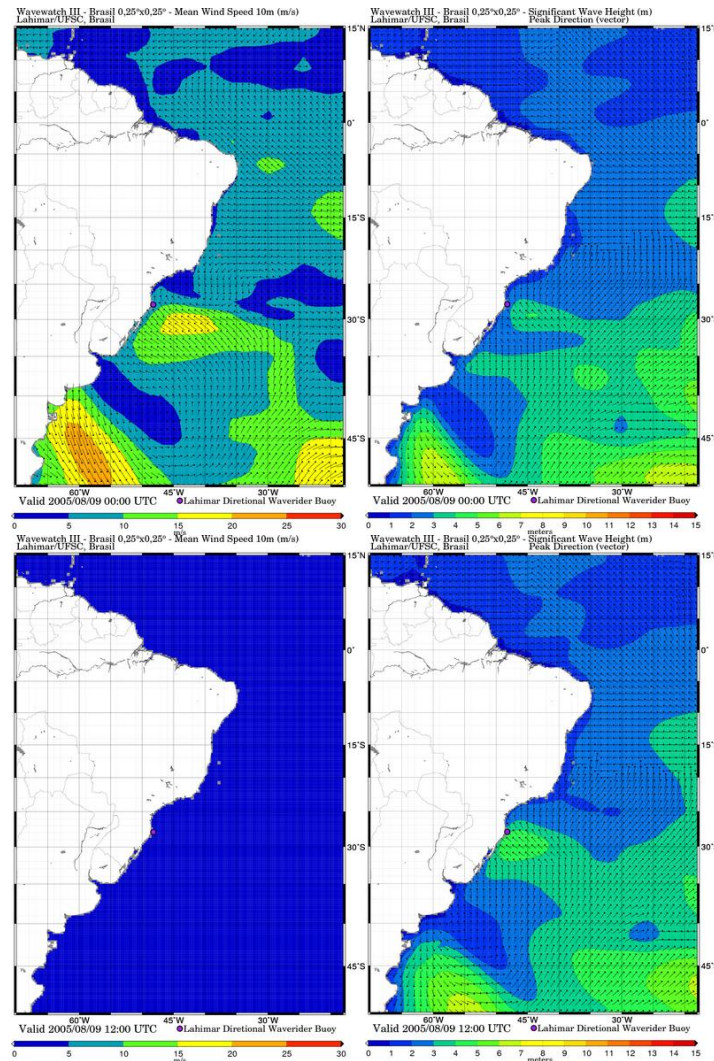 Wavewatch III - Brasil 0,25°x0,25° - Mean Wind Speed 10m (m/s)
Lahimar/UFSC, Brasil
15°N
0°
15°S
30°S
45°S
60°W
45°W
30°W
Valid 2005/08/09 00:00 UTC
Lahimar Diretional Waverider Buoy
0 5 10 15 20 25 30
m/s
Wavewatch III - Brasil 0,25°x0,25° - Significant Wave Height (m)
Lahimar/UFSC, Brasil
Peak Direction (vector)
15°N
0°
15°S
30°S
45°S
60°W
45°W
30°W
Valid 2005/08/09 00:00 UTC
Lahimar Diretional Waverider Buoy
0 1 2 3 4 5 6 7 8 9 10 11 12 13 14 15
meters
Wavewatch III - Brasil 0,25°x0,25° - Mean Wind Speed 10m (m/s)
Lahimar/UFSC, Brasil
15°N
0°
15°S
30°S
45°S
60°W
45°W
30°W
Valid 2005/08/09 12:00 UTC
Lahimar Diretional Waverider Buoy
0 5 10 15 20 25 30
m/s
Wavewatch III - Brasil 0,25°x0,25° - Significant Wave Height (m)
Lahimar/UFSC, Brasil
Peak Direction (vector)
15°N
0°
15°S
30°S
45°S
60°W
45°W
30°W
Valid 2005/08/09 12:00 UTC
Lahimar Diretional Waverider Buoy
0 1 2 3 4 5 6 7 8 9 10 11 12 13 14 15
meters